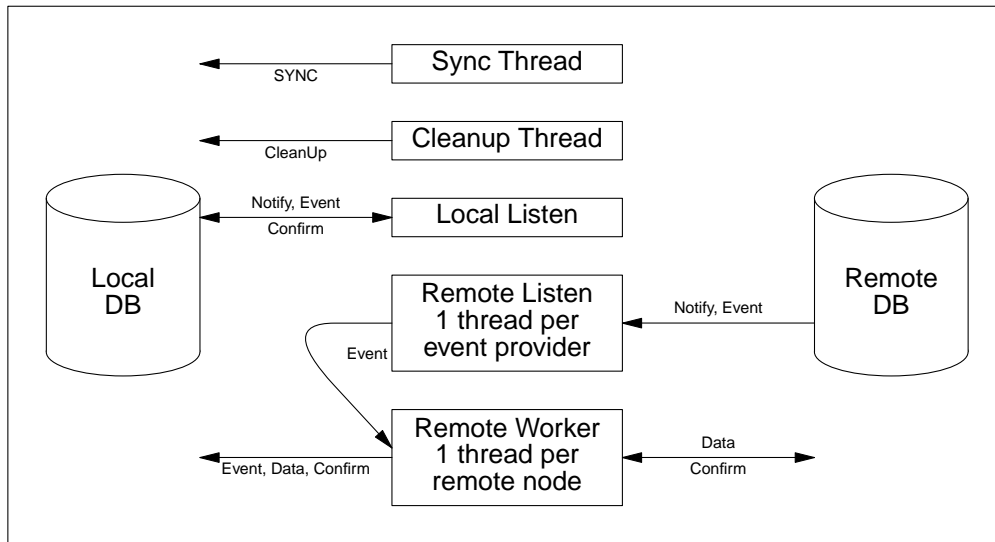 Sync Thread
SYNC
Cleanup Thread
CleanUp
Notify, Event
Confirm
Local Listen
Local
DB
Remote Listen
1 thread per
event provider
Notify, Event
Remote
DB
Event
Remote Worker
1 thread per
remote node
Event, Data, Confirm
Data
Confirm